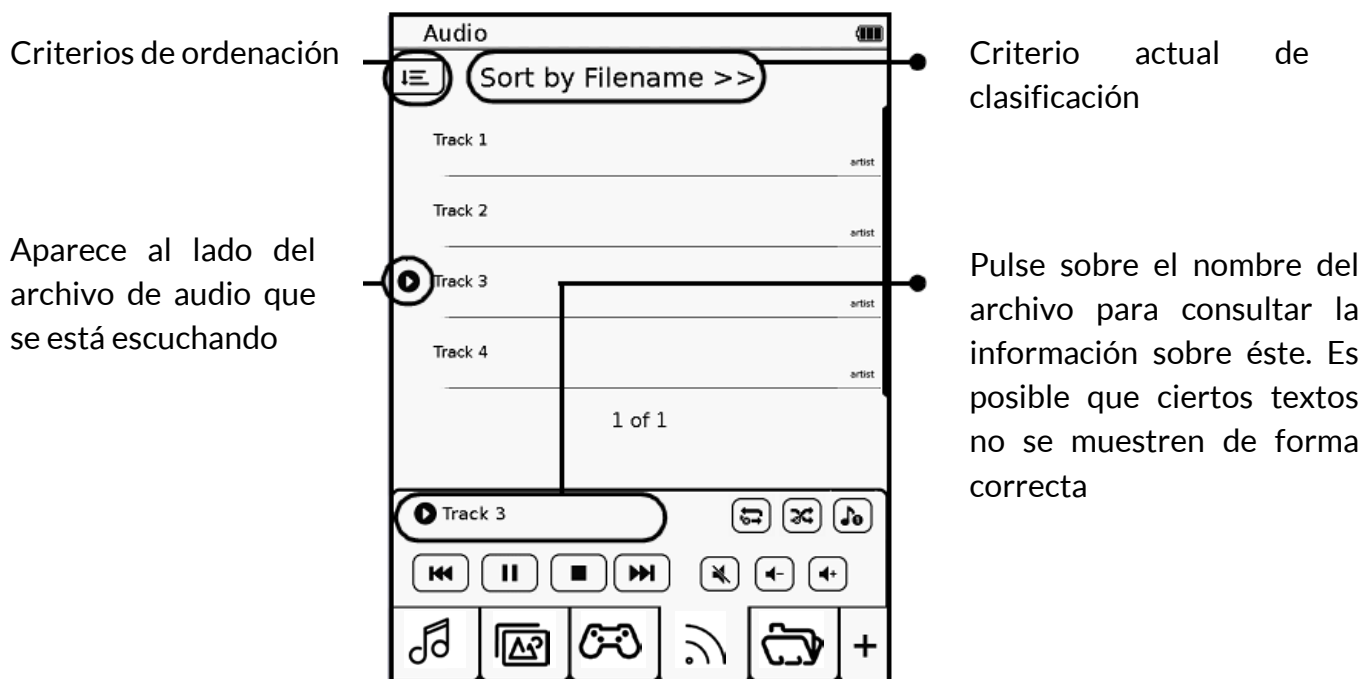 Criterios de ordenación
Aparece al lado del
archivo de audio que
se está escuchando
Audio
Sort by Filename >>
Track 1
artist
Track 2
artist
Track 3
artist
Track 4
artist
1 of 1
Track 3
Criterio actual de
clasificación
Pulse sobre el nombre del
archivo para consultar la
información sobre éste. Es
posible que ciertos textos
no se muestren de forma
correcta